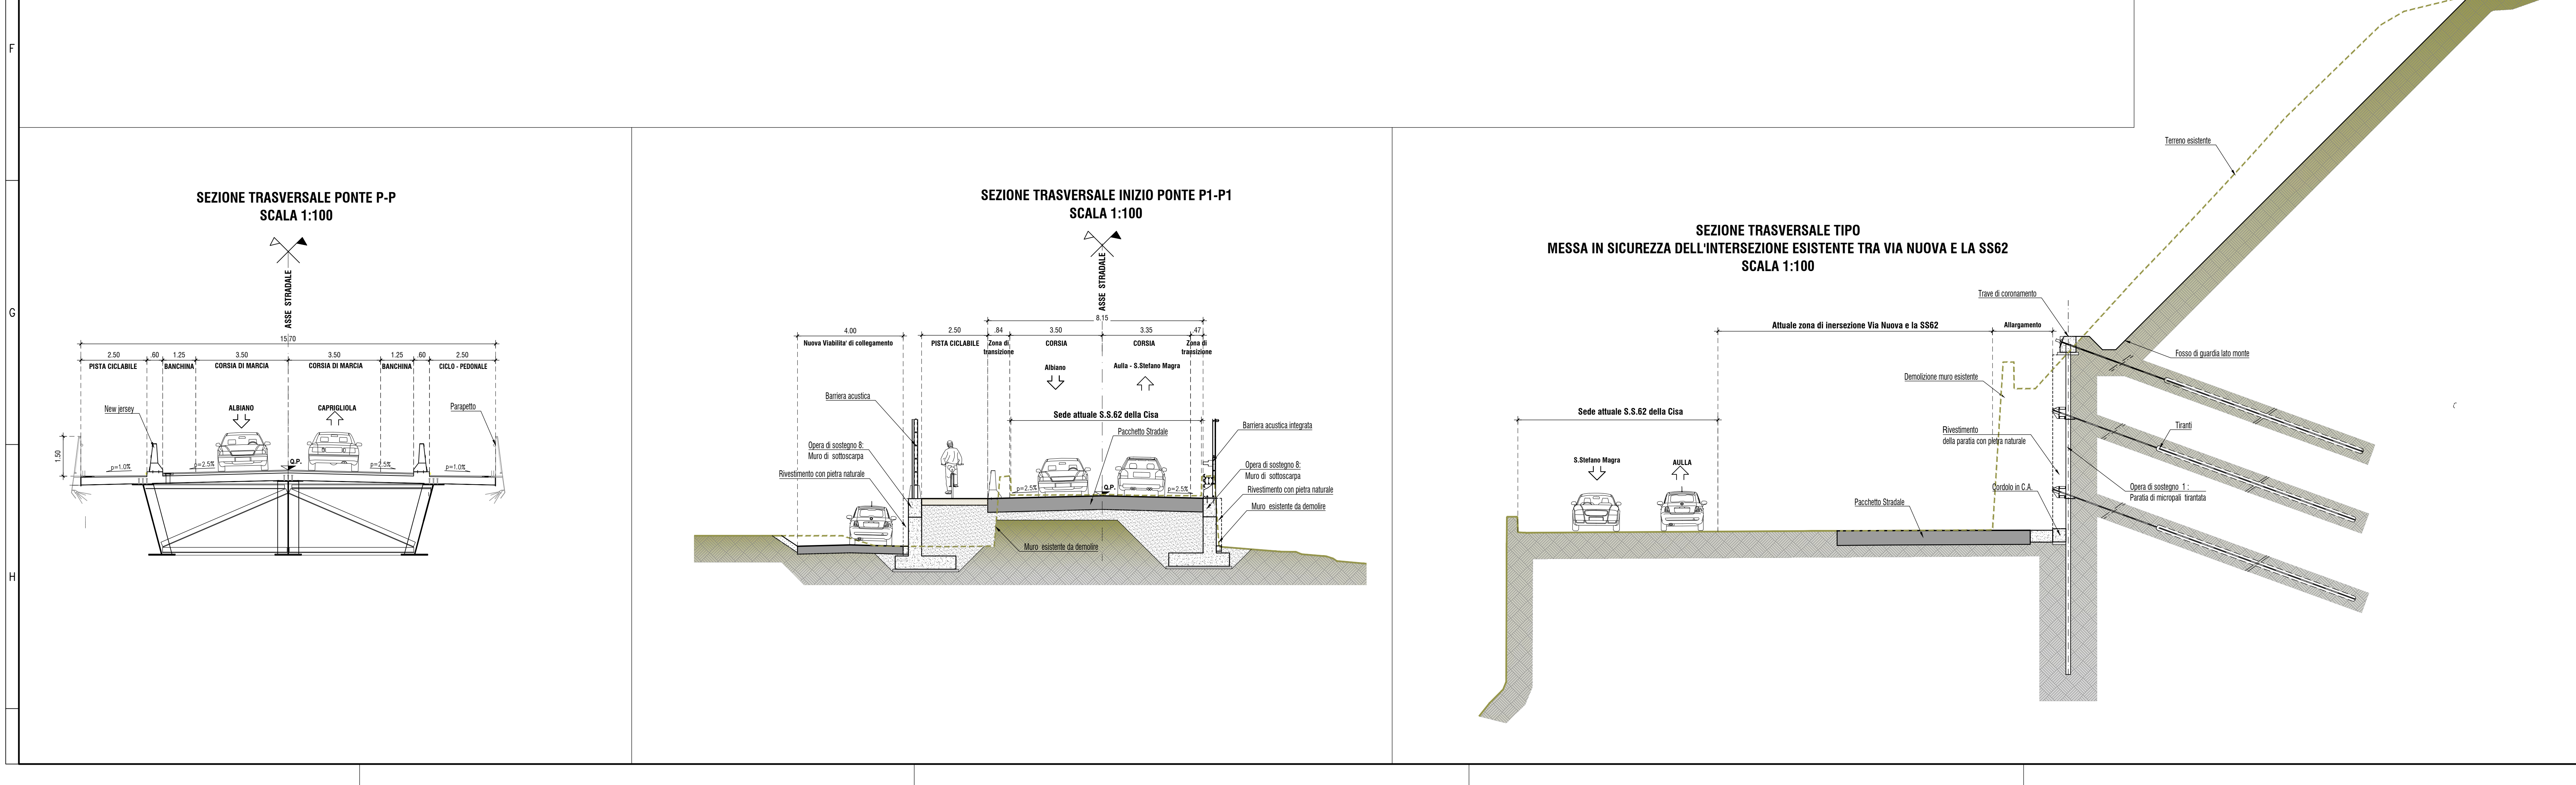 F
G
H
SEZIONE TRASVERSALE PONTE P-P
SCALA 1:100
ASSE STRADALE
15.70
2.50
.60
1.25
3.50
3.50
1.25
.60
2.50
PISTA CICLABILE
BANCHINA
CORSIA DI MARCIA
CORSIA DI MARCIA
BANCHINA
CICLO - PEDONALE
New jersey
ALBIANO
CAPRIGLIOLA
Parapetto
1.50
p=1.0%
p=2.5%
Q.P.
p=2.5%
p=1.0%
SEZIONE TRASVERSALE INIZIO PONTE P1-P1
SCALA 1:100
ASSE STRADALE
8.15
4.00
2.50
.84
3.50
3.35
.47
Nuova Viabilita' di collegamento
PISTA CICLABILE
Zona di
transizione
CORSIA
CORSIA
Zona di
transizione
Albiano
Aulla - S.Stefano Magra
Barriera acustica
Sede attuale S.S.62 della Cisa
Pacchetto Stradale
Barriera acustica integrata
Opera di sostegno 8:
Muro di sottoscarpa
Rivestimento con pietra naturale
Opera di sostegno 8:
Muro di sottoscarpa
Rivestimento con pietra naturale
Muro esistente da demolire
p=2.5%
Q.P.
p=2.5%
Muro esistente da demolire
SEZIONE TRASVERSALE TIPO
MESSA IN SICUREZZA DELL'INTERSEZIONE ESISTENTE TRA VIA NUOVA E LA SS62
SCALA 1:100
Terreno esistente
Trave di coronamento
Attuale zona di inersezione Via Nuova e la SS62
Allargamento
Fosso di guardia lato monte
Demolizione muro esistente
Sede attuale S.S.62 della Cisa
Rivestimento
della paratia con pietra naturale
Tiranti
S.Stefano Magra
AULLA
Cordolo in C.A.
Opera di sostegno 1 :
Paratia di micropali tirantata
Pacchetto Stradale